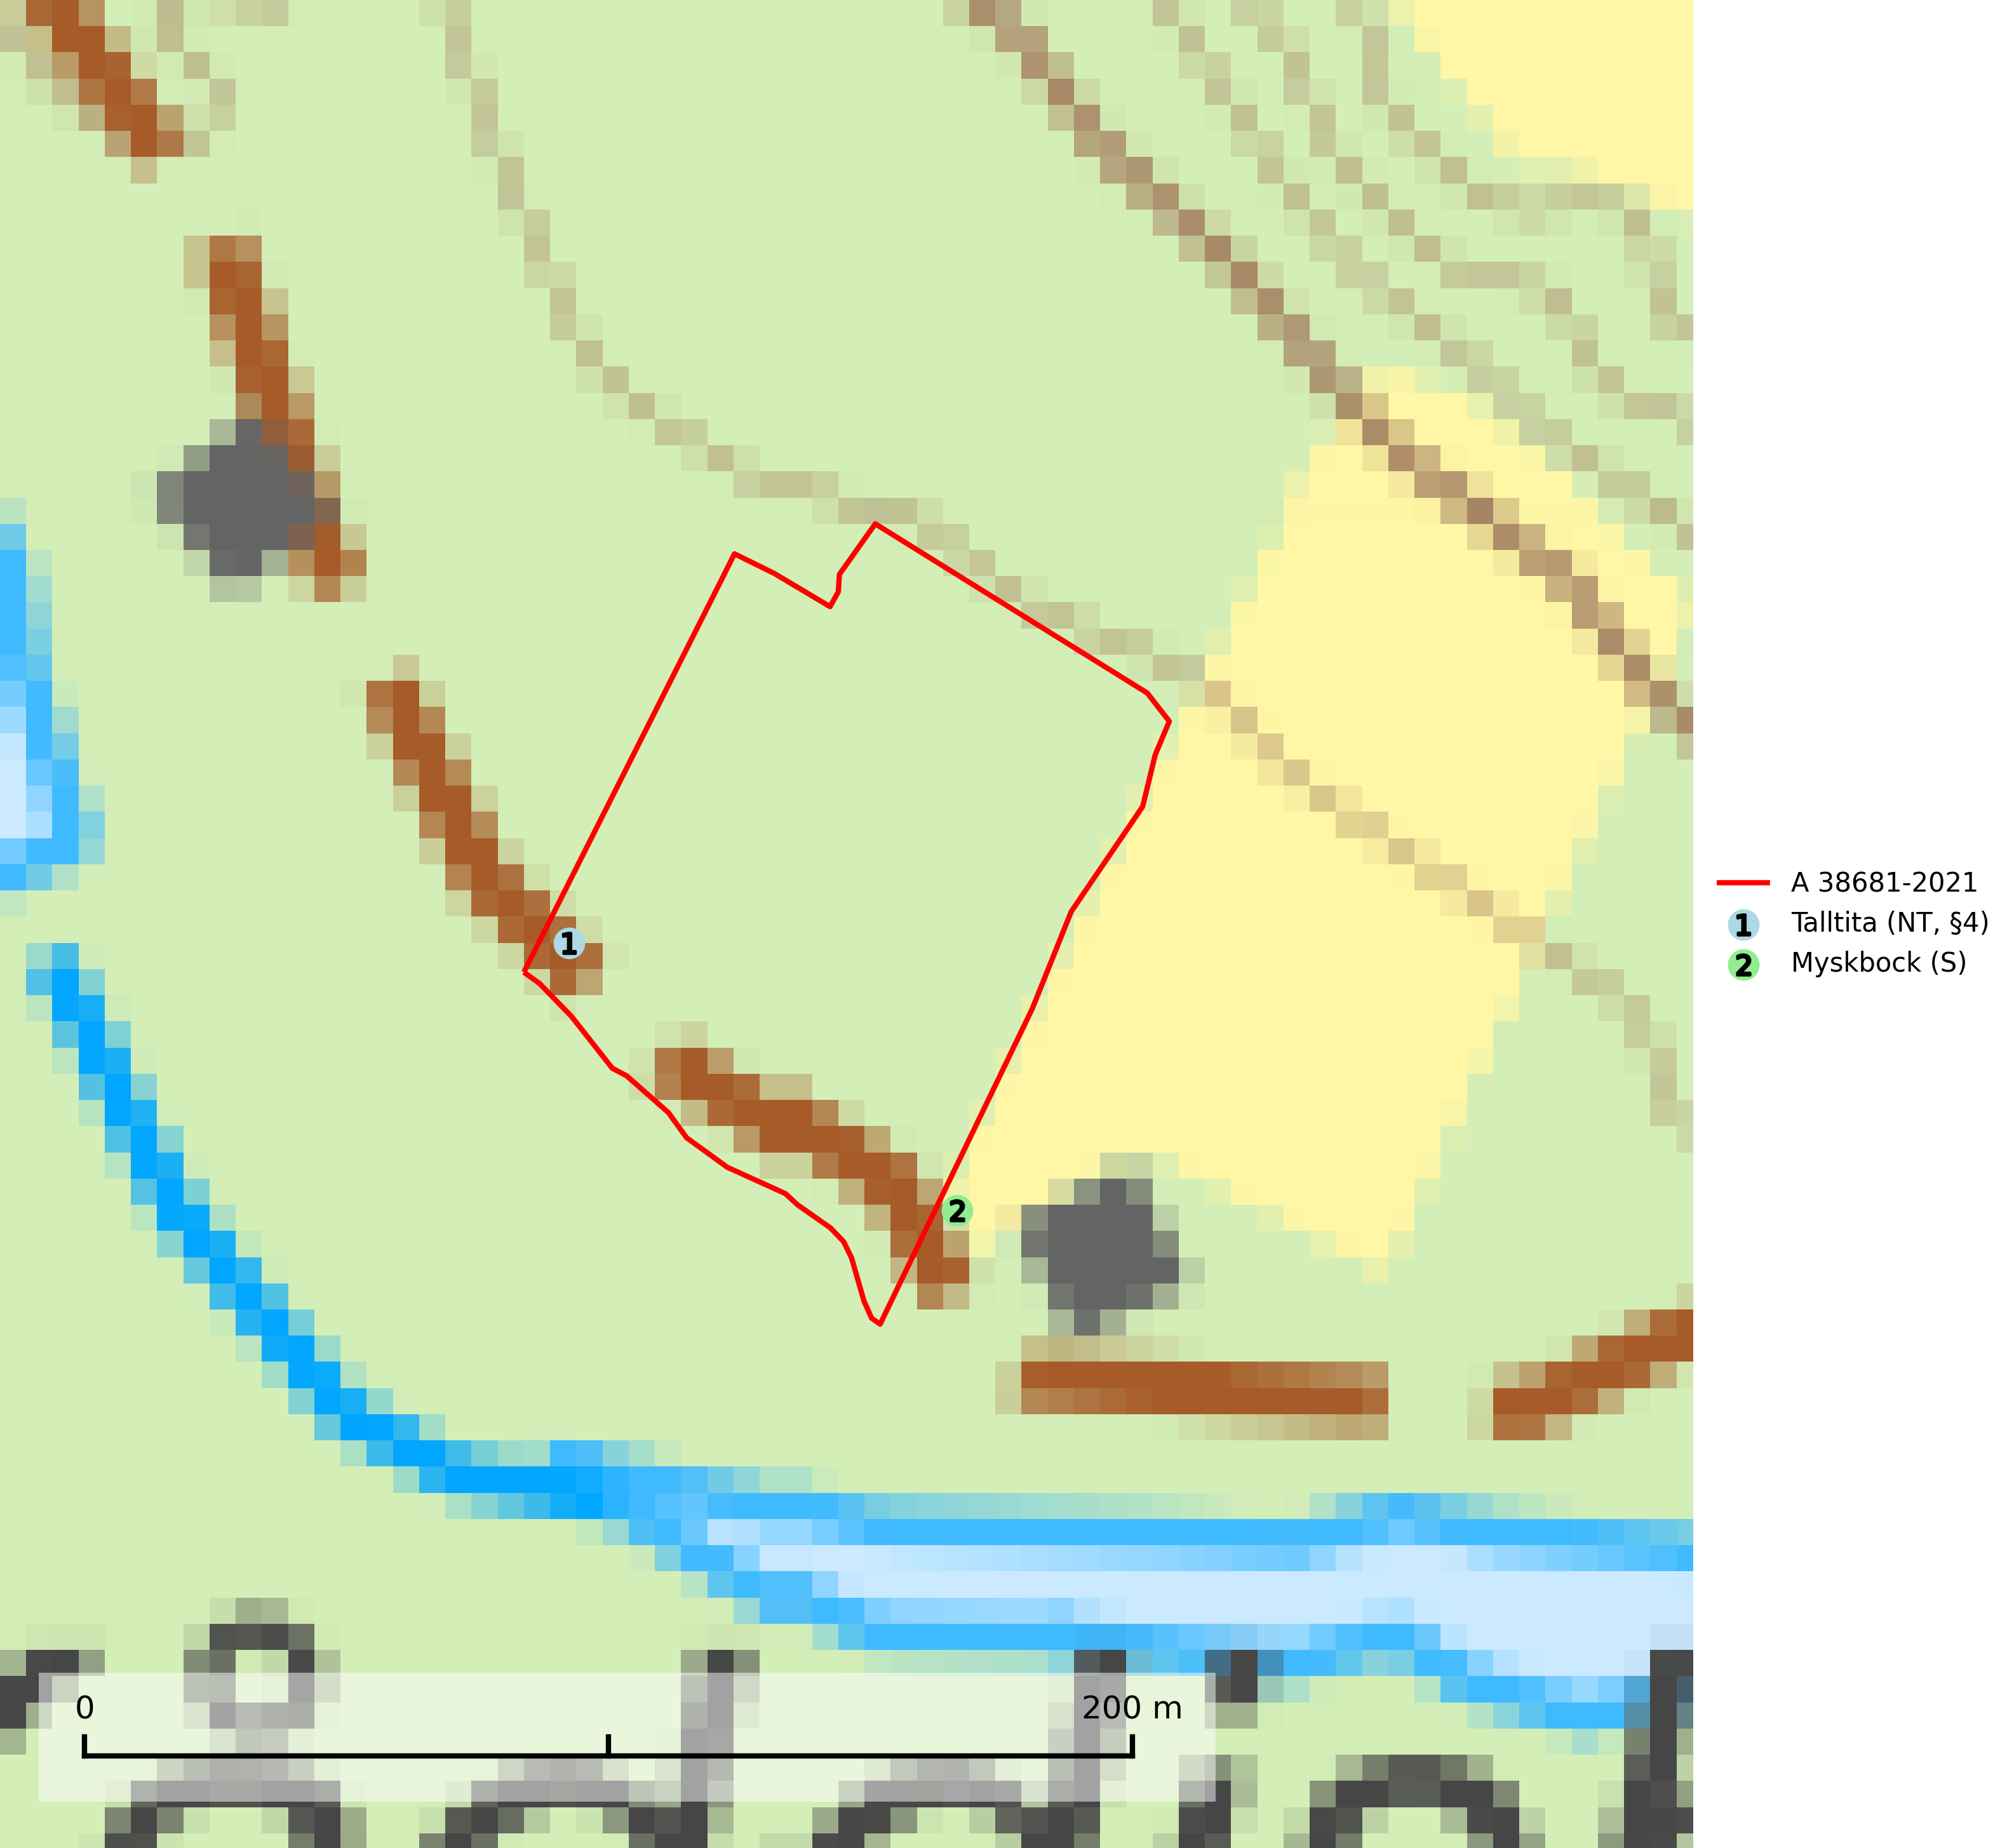 A 38681-2021
1 Talltita (NT, §4)
2 Myskbock (S)
1
2
0 200 m